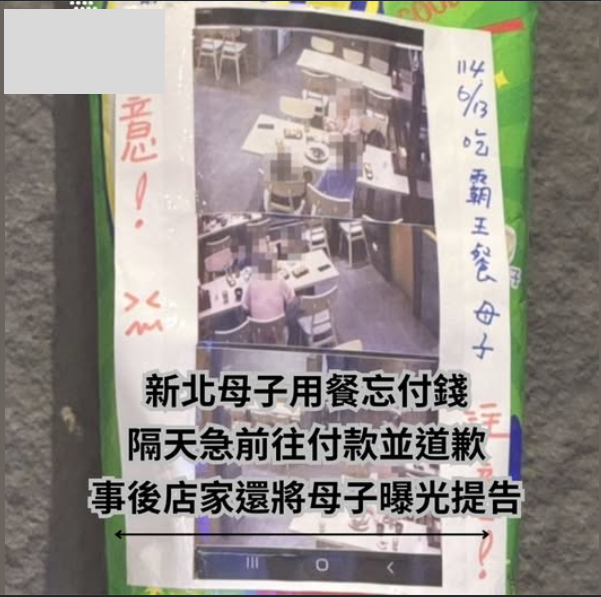 114
6/13
吃霸王餐 母子
意！
注意！
新北母子用餐忘付錢
隔天急前往付款並道歉
事後店家還將母子曝光提告